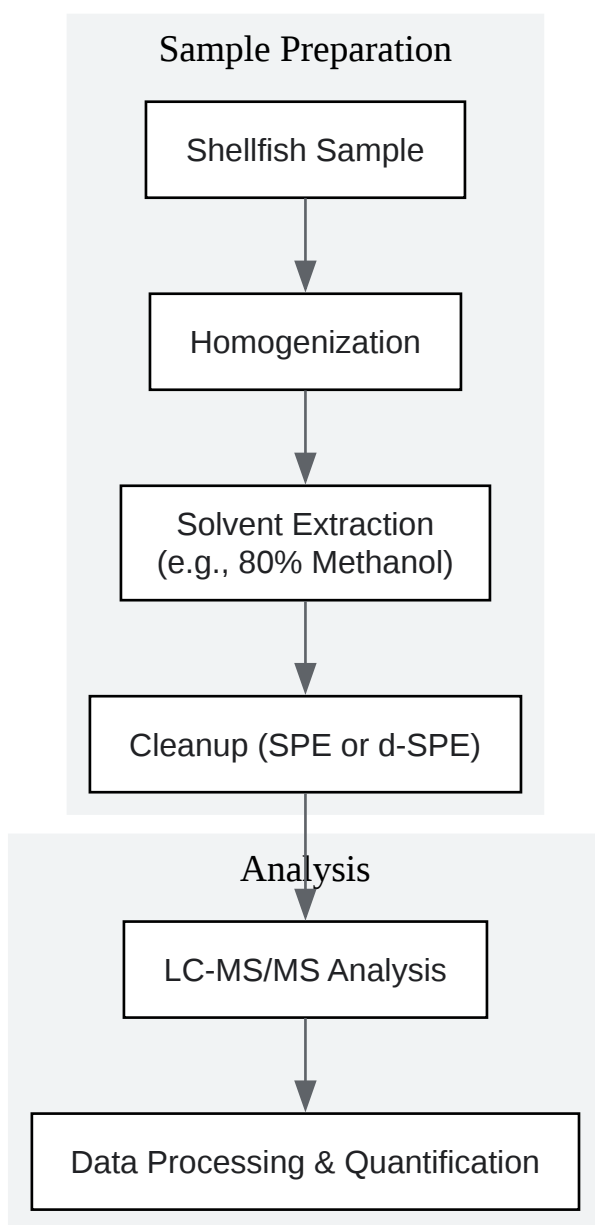 Sample Preparation
Shellfish Sample
Homogenization
Solvent Extraction
(e.g., 80% Methanol)
Cleanup (SPE or d-SPE)
Analysis
LC-MS/MS Analysis
Data Processing & Quantification